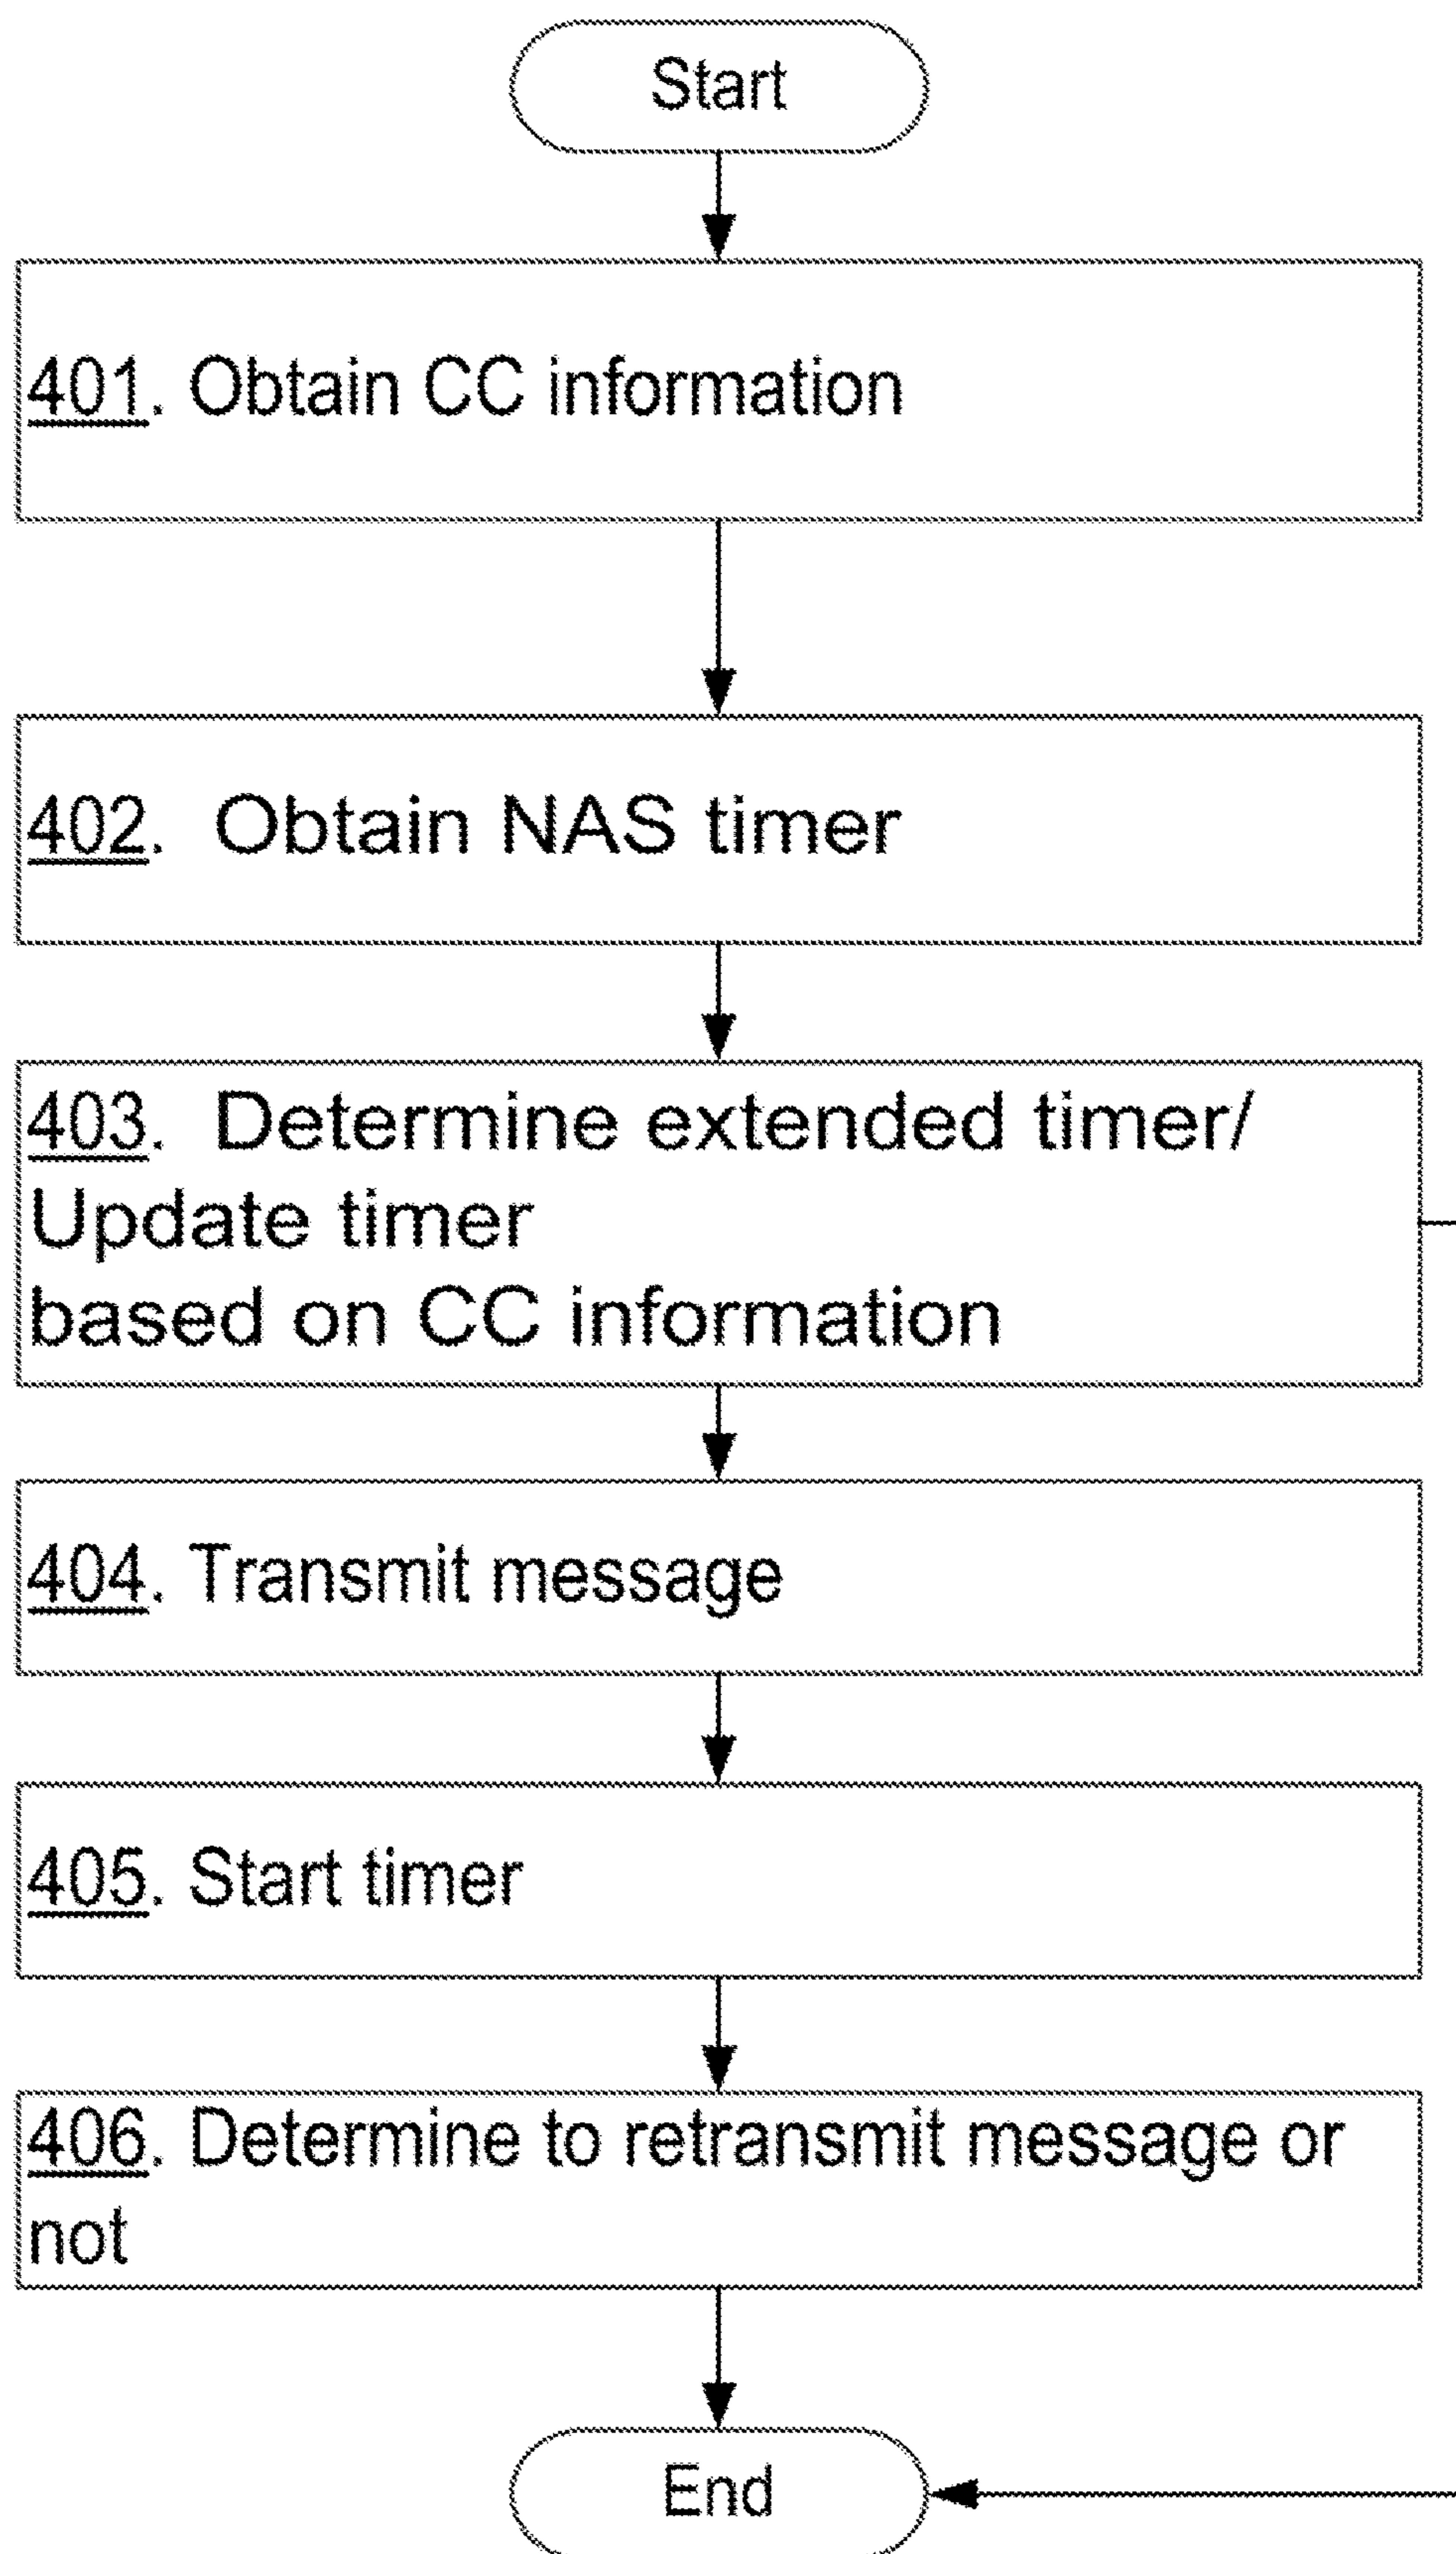 Start
401. Obtain CC information
402. Obtain NAS timer
403. Determine extended timer/
Update timer
based on CC information
404. Transmit message
405. Start timer
406. Determine to retransmit message or
not
End